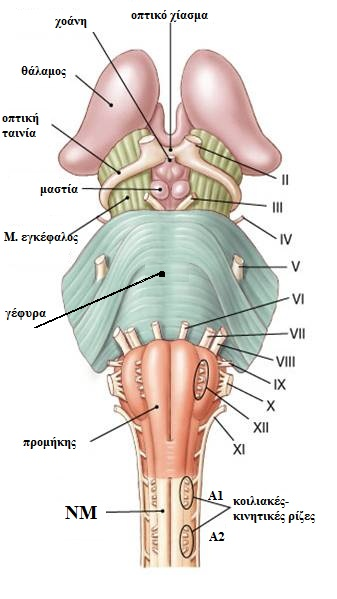 οπτικό χίασμα
χοάνη
θάλαμος
οπτική
ταινία
II
μαστία
III
Μ. εγκέφαλος
IV
V
γέφυρα
VI
VII
VIII
IX
X
XII
XI
προμήκης
NM
A1
κοιλιακές-
κινητικές ρίζες
A2